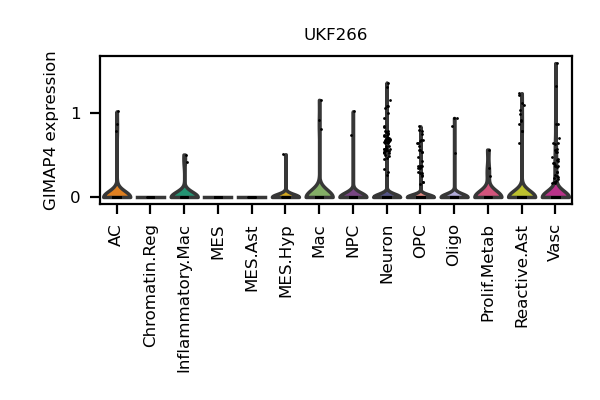 UKF266
GIMAP4 expression
1
0
AC
Chromatin.Reg
Inflammatory.Mac
MES
MES.Ast
MES.Hyp
Mac
NPC
Neuron
OPC
Oligo
Prolif.Metab
Reactive.Ast
Vasc